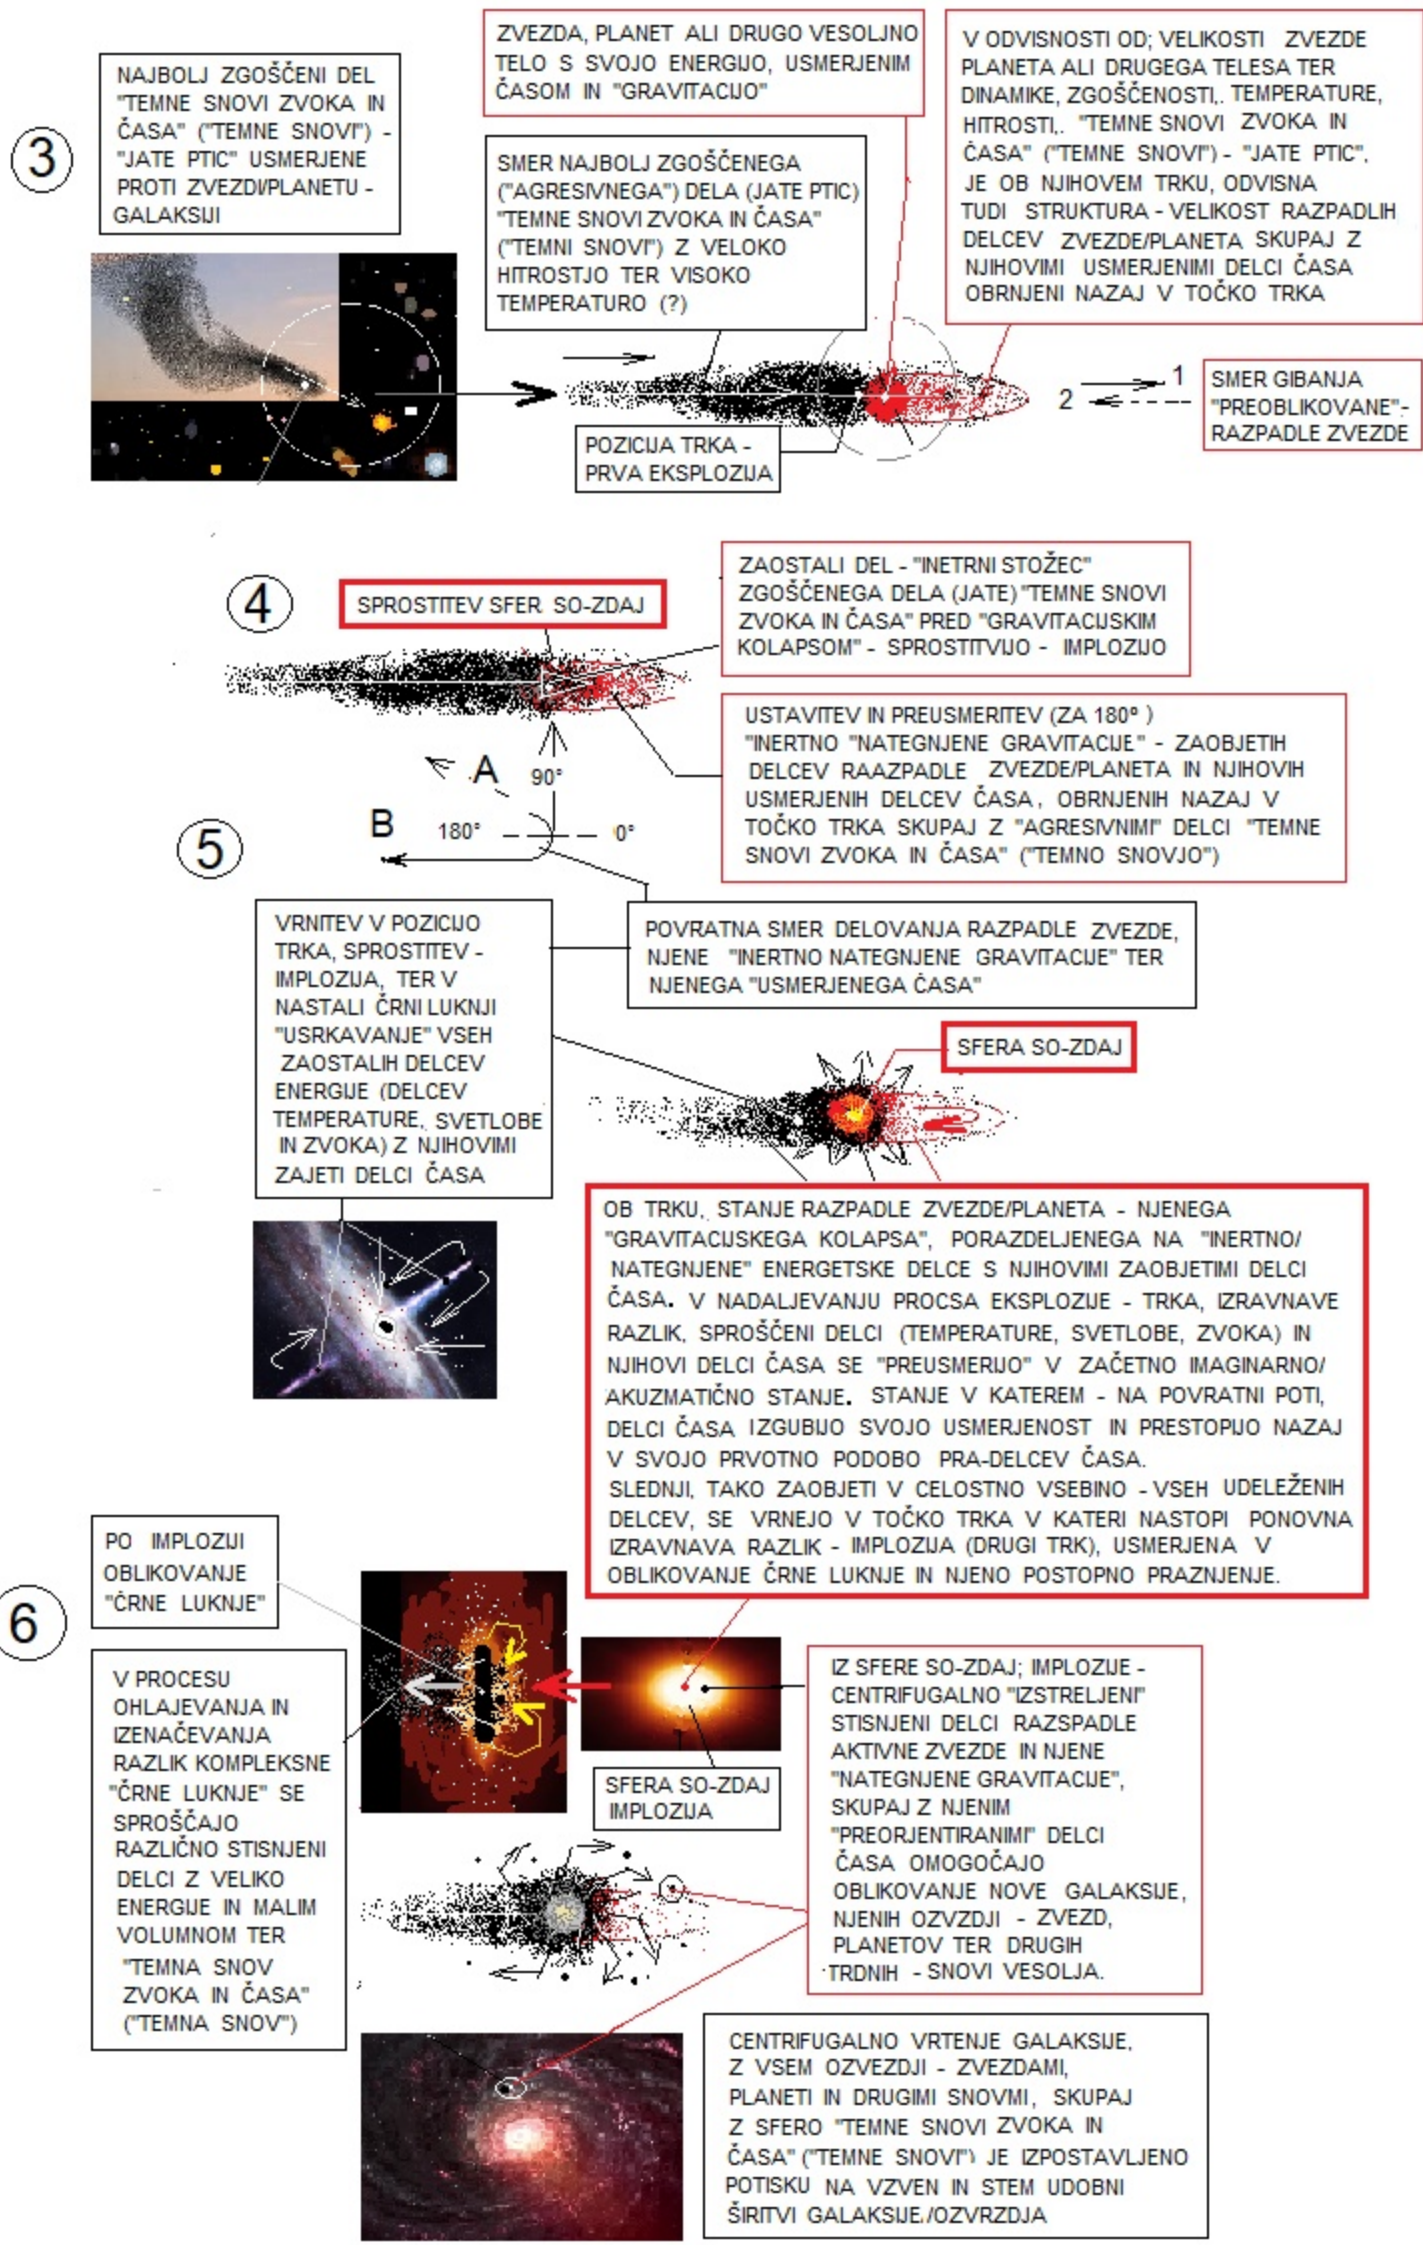 3
NAJBOLJ ZGOŠČENI DEL
"TEMNE SNOVI ZVOKA IN
ČASA" ("TEMNE SNOVI") -
"JATE PTIC" USMERJENE
PROTI ZVEZDI/PLANETU -
GALAKSIJI
ZVEZDA, PLANET ALI DRUGO VESOLJNO
TELO S SVOJO ENERGIJO, USMERJENIM
ČASOM IN "GRAVITACIJO"
SMER NAJBOLJ ZGOŠČENEGA
("AGRESIVNEGA") DELA (JATE PTIC)
"TEMNE SNOVI ZVOKA IN ČASA"
("TEMNI SNOVI") Z VELOKO
HITROSTJO TER VISOKO
TEMPERATURO (?)
V ODVISNOSTI OD; VELIKOSTI ZVEZDE
PLANETA ALI DRUGEGA TELESA TER
DINAMIKE, ZGOŠČENOSTI,. TEMPERATURE,
HITROSTI,. "TEMNE SNOVI ZVOKA IN
ČASA" ("TEMNE SNOVI") - "JATE PTIC",
JE OB NJIHOVEM TRKU, ODVISNA
TUDI STRUKTURA - VELIKOST RAZPADLIH
DELCEV ZVEZDE/PLANETA SKUPAJ Z
NJIHOVIMI USMERJENIMI DELCI ČASA
OBRNJENI NAZAJ V TOČKO TRKA
1
2
SMER GIBANJA
"PREOBLIKOVANE"-
RAZPADLE ZVEZDE
POZICIJA TRKA -
PRVA EKSPLOZIJA
4
SPROSTITEV SFER SO-ZDAJ
ZAOSTALI DEL - "INETRNI STOŽEC"
ZGOŠČENEGA DELA (JATE) "TEMNE SNOVI
ZVOKA IN ČASA" PRED "GRAVITACIJSKIM
KOLAPSOM" - SPROSTITVIJO - IMPLOZIJO
USTAVITEV IN PREUSMERITEV (ZA 180° )
"INERTNO "NATEGNJENE GRAVITACIJE" - ZAOBJETIH
DELCEV RAAZPADLE ZVEZDE/PLANETA IN NJIHOVIH
USMERJENIH DELCEV ČASA, OBRNJENIH NAZAJ V
TOČKO TRKA SKUPAJ Z "AGRESIVNIMI" DELCI "TEMNE
SNOVI ZVOKA IN ČASA" ("TEMNO SNOVJO")
A
90°
B
180°
0°
5
VRNITEV V POZICIJO
TRKA, SPROSTITEV -
IMPLOZIJA, TER V
NASTALI ČRNI LUKNJI
"USRKAVANJE" VSEH
ZAOSTALIH DELCEV
ENERGIJE (DELCEV
TEMPERATURE,. SVETLOBE
IN ZVOKA) Z NJIHOVIMI
ZAJETI DELCI ČASA
POVRATNA SMER DELOVANJA RAZPADLE ZVEZDE,
NJENE "INERTNO NATEGNJENE GRAVITACIJE" TER
NJENEGA "USMERJENEGA ČASA"
SFERA SO-ZDAJ
OB TRKU,. STANJE RAZPADLE ZVEZDE/PLANETA - NJENEGA
"GRAVITACIJSKEGA KOLAPSA", PORAZDELJENEGA NA "INERTNO/
NATEGNJENE" ENERGETSKE DELCE S NJIHOVIMI ZAOBJETIMI DELCI
ČASA. V NADALJEVANJU PROCSA EKSPLOZIJE - TRKA, IZRAVNAVE
RAZLIK, SPROŠČENI DELCI (TEMPERATURE, SVETLOBE, ZVOKA) IN
NJIHOVI DELCI ČASA SE "PREUSMERIJO" V ZAČETNO IMAGINARNO/
AKUZMATIČNO STANJE. STANJE V KATEREM - NA POVRATNI POTI,
DELCI ČASA IZGUBIJO SVOJO USMERJENOST IN PRESTOPIJO NAZAJ
V SVOJO PRVOTNO PODOBO PRA-DELCEV ČASA.
SLEDNJI, TAKO ZAOBJETI V CELOSTNO VSEBINO - VSEH UDELEŽENIH
DELCEV, SE VRNEJO V TOČKO TRKA V KATERI NASTOPI PONOVNA
IZRAVNAVA RAZLIK - IMPLOZIJA (DRUGI TRK), USMERJENA V
OBLIKOVANJE ČRNE LUKNJE IN NJENO POSTOPNO PRAZNJENJE.
PO IMPLOZIJI
OBLIKOVANJE
"ČRNE LUKNJE"
6
V PROCESU
OHLAJEVANJA IN
IZENAČEVANJA
RAZLIK KOMPLEKSNE
"ČRNE LUKNJE" SE
SPROŠČAJO
RAZLIČNO STISNJENI
DELCI Z VELIKO
ENERGIJE IN MALIM
VOLUMNOM TER
"TEMNA SNOV
ZVOKA IN ČASA"
("TEMNA SNOV")
SFERA SO-ZDAJ
IMPLOZIJA
IZ SFERE SO-ZDAJ; IMPLOZIJE -
CENTRIFUGALNO "IZSTRELJENI"
STISNJENI DELCI RAZSPADLE
AKTIVNE ZVEZDE IN NJENE
"NATEGNJENE GRAVITACIJE",
SKUPAJ Z NJENIM
"PREORJENTIRANIMI" DELCI
ČASA OMOGOČAJO
OBLIKOVANJE NOVE GALAKSIJE,
NJENIH OZVZDJI - ZVEZD,
PLANETOV TER DRUGIH
TRDNIH - SNOVI VESOLJA.
CENTRIFUGALNO VRTENJE GALAKSIJE,
Z VSEM OZVEZDJI - ZVEZDAMI,
PLANETI IN DRUGIMI SNOVMI, SKUPAJ
Z SFERO "TEMNE SNOVI ZVOKA IN
ČASA" ("TEMNE SNOVI") JE IZPOSTAVLJENO
POTISKU NA VZVEN IN STEM UDOBNI
ŠIRITVI GALAKSIJE./OZVRZDJA